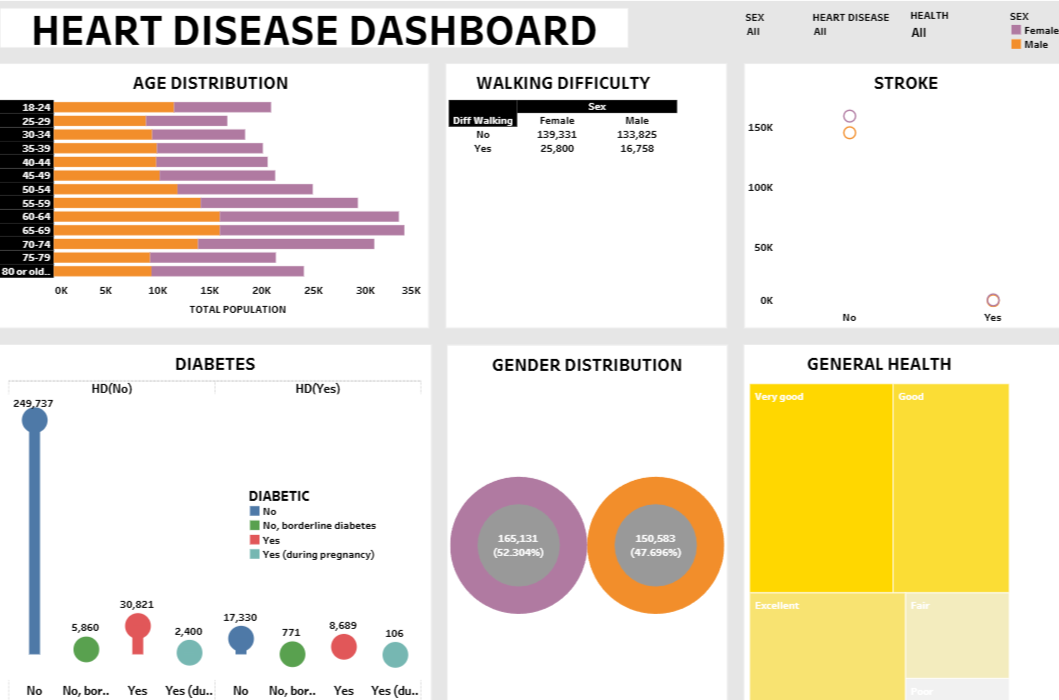 HEART DISEASE DASHBOARD
SEX
All
HEART DISEASE
All
HEALTH
All
SEX
Female
Male
AGE DISTRIBUTION
18-24
25-29
30-34
35-39
40-44
45-49
50-54
55-59
60-64
65-69
70-74
75-79
80 or old..
0K 5K 10K 15K 20K 25K 30K 35K
TOTAL POPULATION
WALKING DIFFICULTY
Sex
Diff Walking Female Male
No 139,331 133,825
Yes 25,800 16,758
STROKE
150K
100K
50K
0K
No Yes
DIABETES
HD(No) HD(Yes)
249,737
5,860
30,821
2,400
17,330
771
8,689
106
DIABETIC
No
No, borderline diabetes
Yes
Yes (during pregnancy)
No No, bor.. Yes Yes (du.. No No, bor.. Yes Yes (du..
GENDER DISTRIBUTION
165,131
(52.304%)
150,583
(47.696%)
GENERAL HEALTH
Very good
Good
Excellent
Fair
Poor